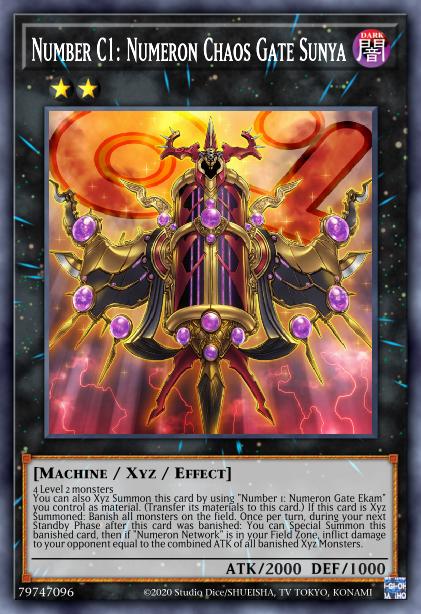 Number C1: Numeron Chaos Gate Sunya
DARK
闇
[Machine / Xyz / Effect]
4 Level 2 monsters
You can also Xyz Summon this card by using "Number 1: Numeron Gate Ekam"
you control as material. (Transfer its materials to this card.) If this card is Xyz
Summoned: Banish all monsters on the field. Once per turn, during your next
Standby Phase after this card was banished: You can Special Summon this
banished card, then if "Numeron Network" is in your Field Zone, inflict damage
to your opponent equal to the combined ATK of all banished Xyz Monsters.
ATK/2000 DEF/1000
79747096 ©2020 Studio Dice/SHUEISHA, TV TOKYO, KONAMI